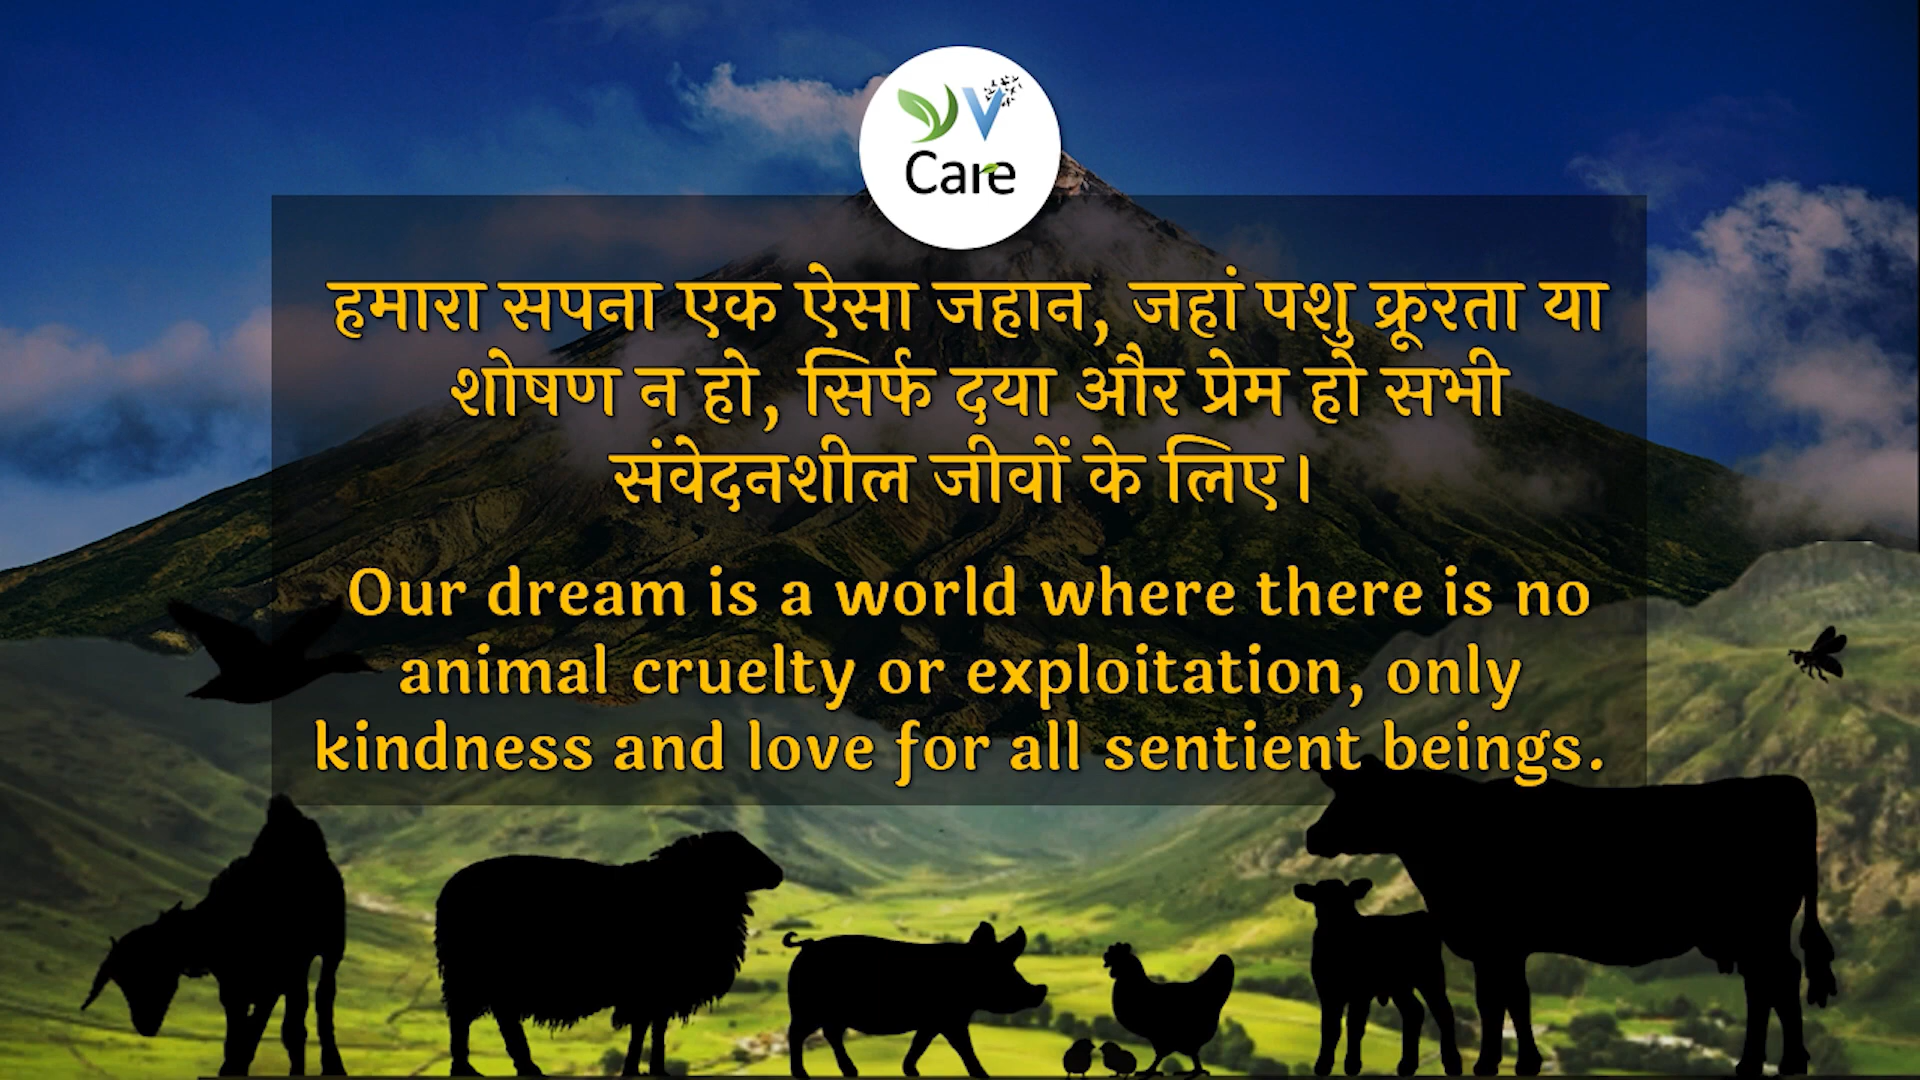 VV
Care
हमारा सपना एक ऐसा जहान, जहां पशु क्रूरता या
शोषण न हो, सिर्फ दया और प्रेम हो सभी
संवेदनशील जीवों के लिए।
Our dream is a world where there is no
animal cruelty or exploitation, only
kindness and love for all sentient beings.